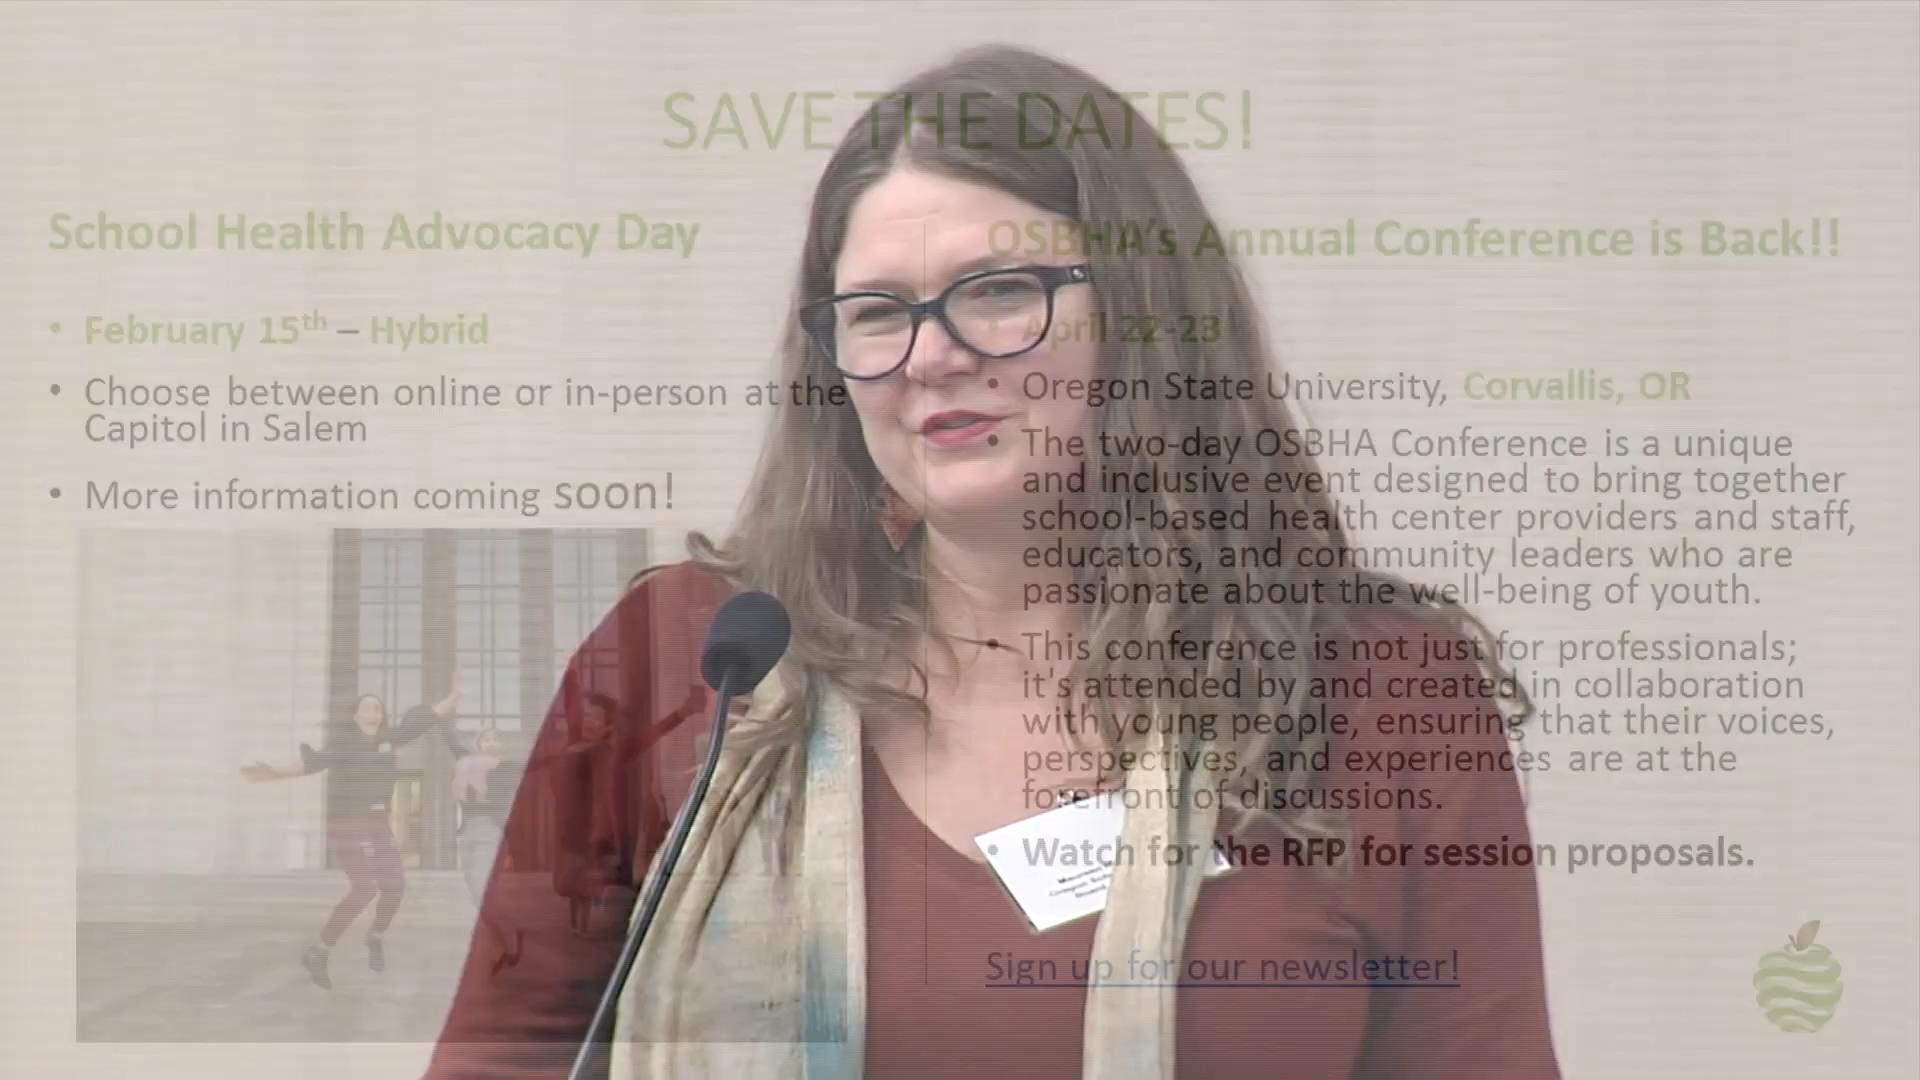 SAVE THE DATES!
School Health Advocacy Day
• February 15th – Hybrid
• Choose between online or in-person at the
Capitol in Salem
• More information coming soon!
OSBHA's Annual Conference is Back!!
• April 22-23
• Oregon State University, Corvallis, OR
• The two-day OSBHA Conference is a unique
and inclusive event designed to bring together
school-based health center providers and staff,
educators, and community leaders who are
passionate about the well-being of youth.
• This conference is not just for professionals;
it's attended by and created in collaboration
with young people, ensuring that their voices,
perspectives, and experiences are at the
forefront of discussions.
• Watch for the RFP for session proposals.
Sign up for our newsletter!